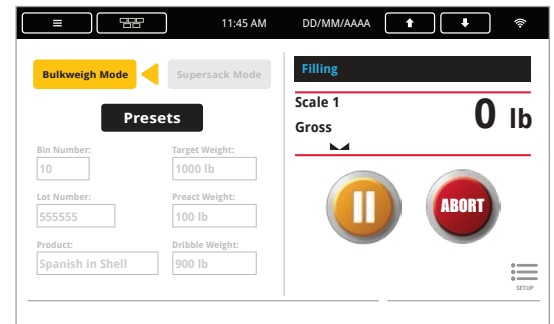 11:45 AM
DD/MM/AAAA
Bulkweigh Mode
Supersack Mode
Presets
Bin Number:
10
Target Weight:
1000 lb
Lot Number:
555555
Preact Weight:
100 lb
Product:
Spanish in Shell
Dribble Weight:
900 lb
Filling
Scale 1
Gross
0 lb
ABORT
SETUP